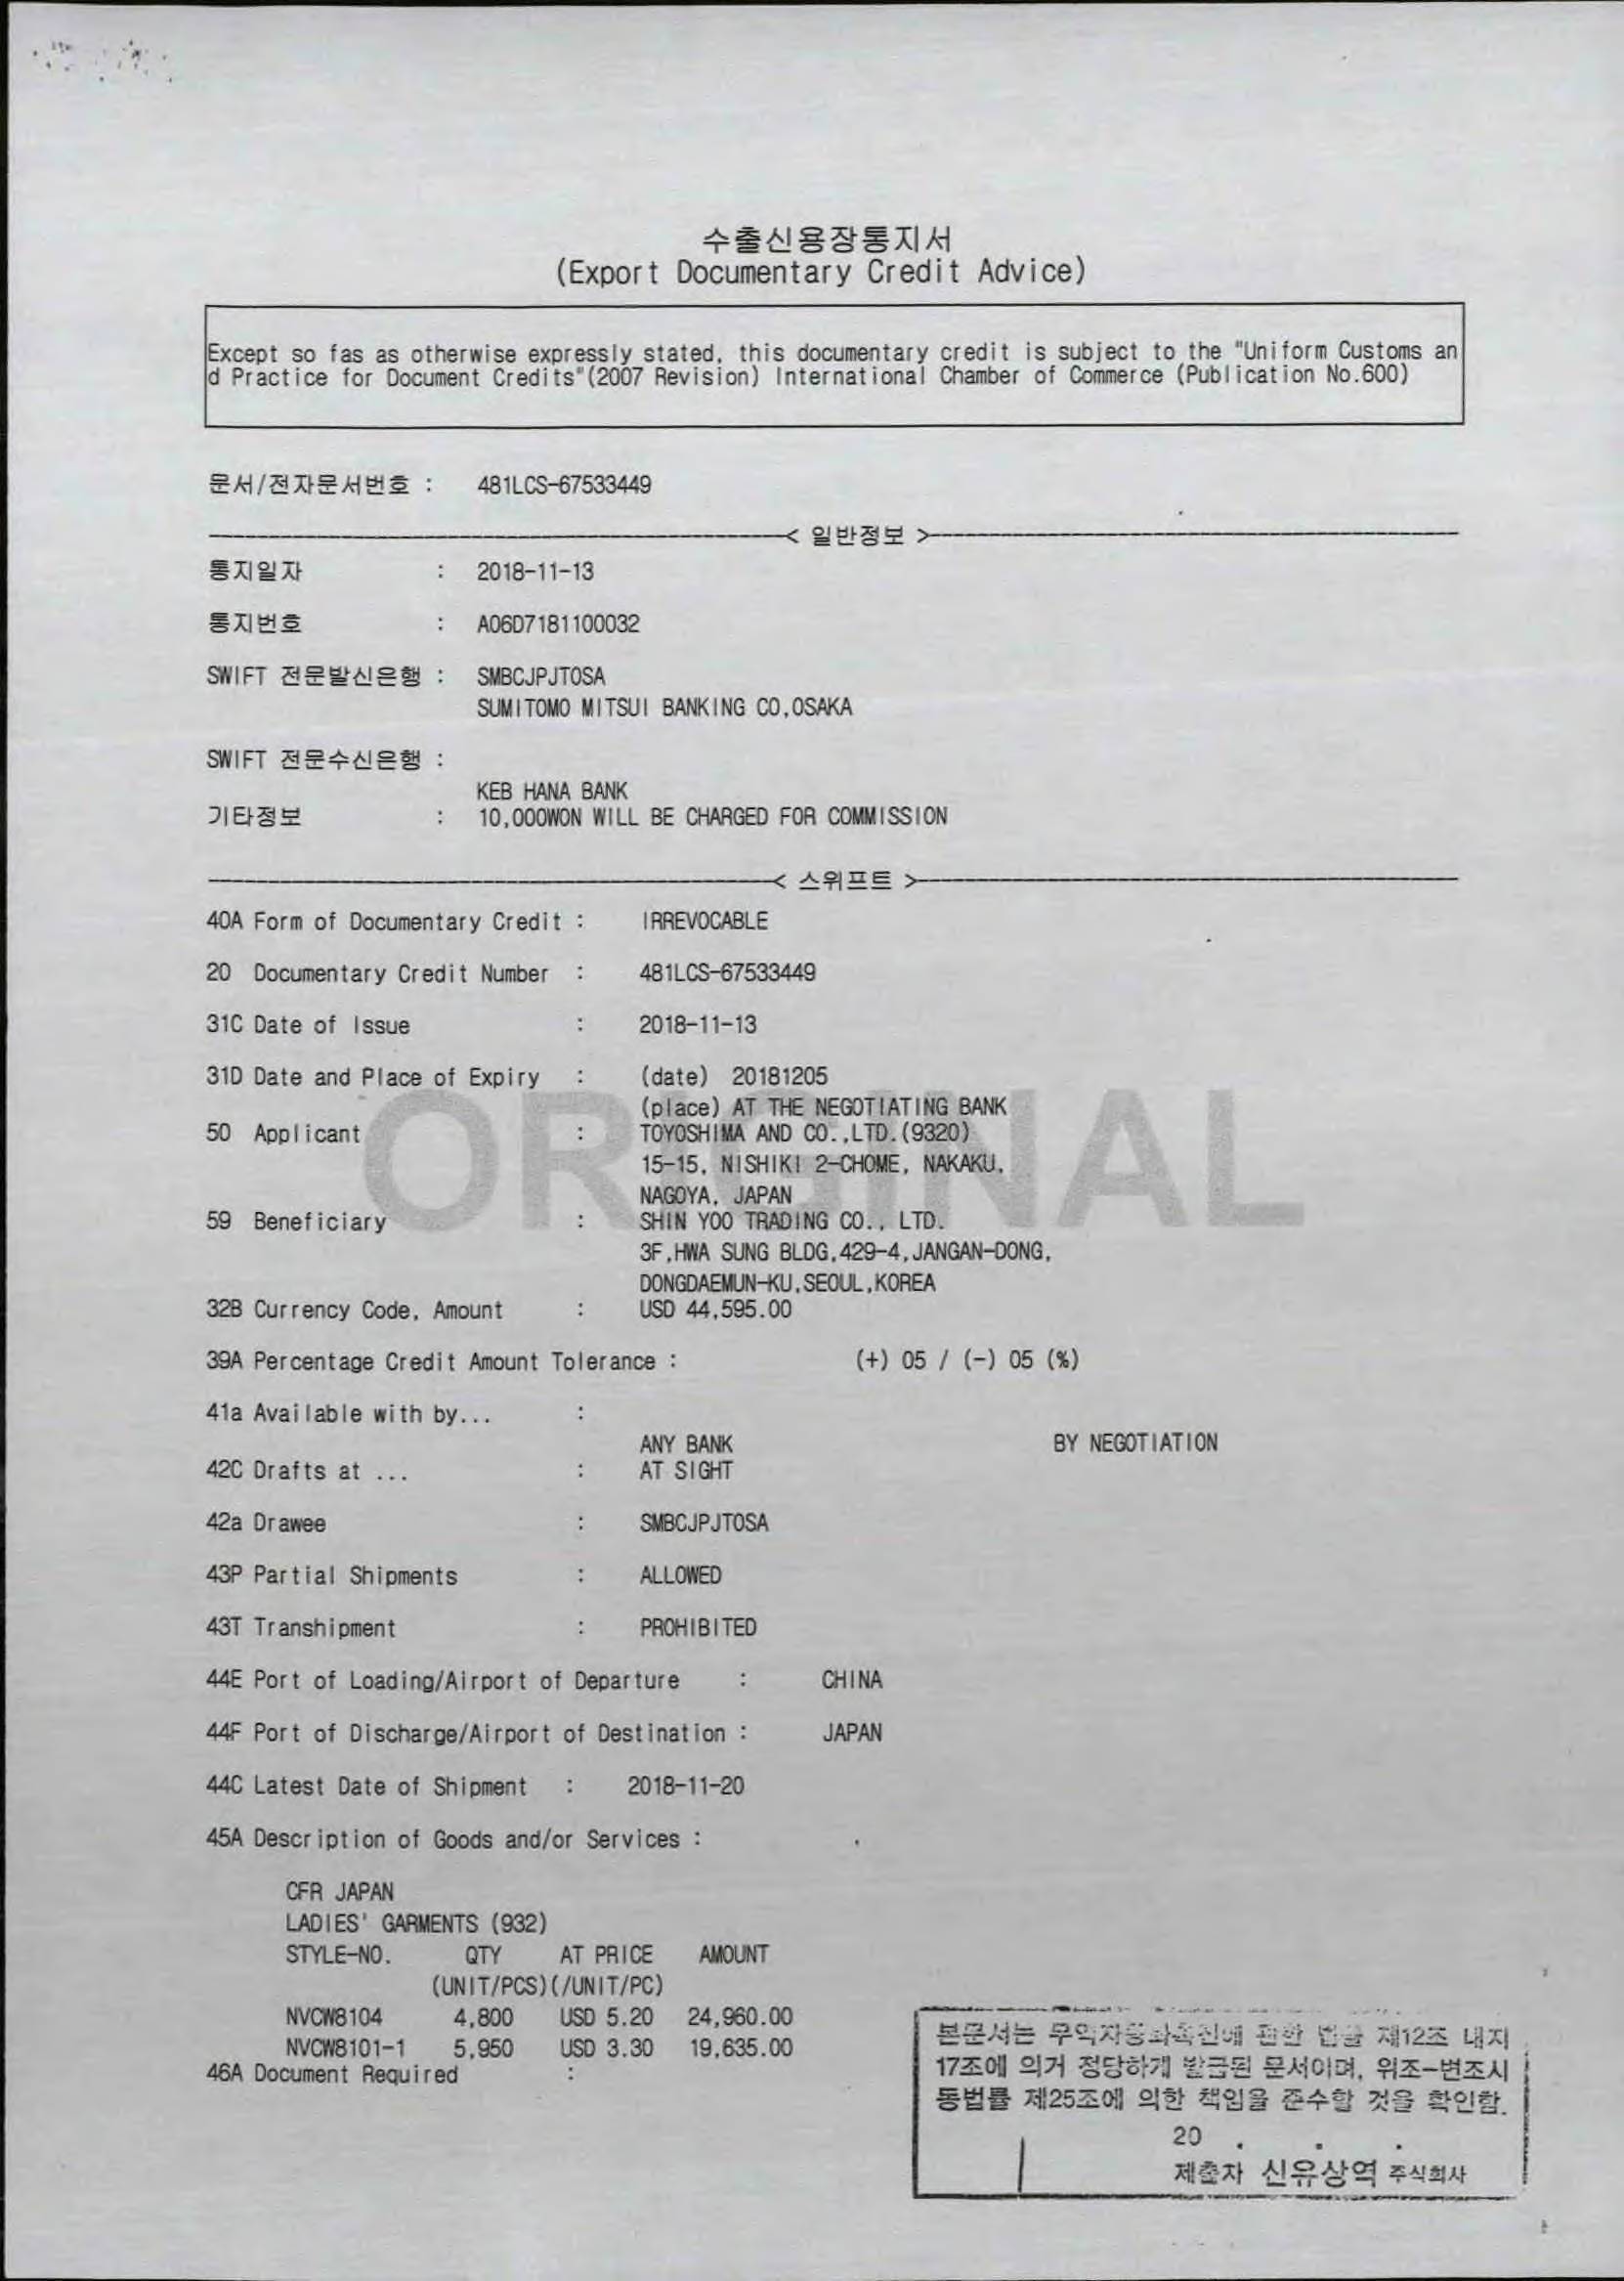 수출신용장통지서
(Export Documentary Credit Advice)
Except so fas as otherwise expressly stated, this documentary credit is subject to the "Uniform Customs an
d Practice for Document Credits"(2007 Revision) International Chamber of Commerce (Publication No.600)
문서/전자문서번호 : 481LCS-67533449
< 일반정보 >
통지일자 : 2018-11-13
통지번호 : A06D7181100032
SWIFT 전문발신은행 : SMBCJPJTOSA
SUMITOMO MITSUI BANKING CO,OSAKA
SWIFT 전문수신은행 :
KEB HANA BANK
기타정보 : 10,000WON WILL BE CHARGED FOR COMMISSION
< 스위프트 >
40A Form of Documentary Credit : IRREVOCABLE
20 Documentary Credit Number : 481LCS-67533449
31C Date of Issue : 2018-11-13
31D Date and Place of Expiry : (date) 20181205
(place) AT THE NEGOTIATING BANK
50 Applicant : TOYOSHIMA AND CO.,LTD.(9320)
15-15, NISHIKI 2-CHOME, NAKAKU,
NAGOYA, JAPAN
ORIGINAL
59 Beneficiary : SHIN YOO TRADING CO., LTD.
3F,HWA SUNG BLDG,429-4,JANGAN-DONG,
DONGDAEMUN-KU,SEOUL,KOREA
32B Currency Code, Amount : USD 44,595.00
39A Percentage Credit Amount Tolerance : (+) 05 / (-) 05 (%)
41a Available with by... :
ANY BANK BY NEGOTIATION
42C Drafts at ... : AT SIGHT
42a Drawee : SMBCJPJTOSA
43P Partial Shipments : ALLOWED
43T Transhipment : PROHIBITED
44E Port of Loading/Airport of Departure : CHINA
44F Port of Discharge/Airport of Destination : JAPAN
44C Latest Date of Shipment : 2018-11-20
45A Description of Goods and/or Services :
CFR JAPAN
LADIES' GARMENTS (932)
STYLE-NO. QTY AT PRICE AMOUNT
(UNIT/PCS)(/UNIT/PC)
NVCW8104 4,800 USD 5.20 24,960.00
NVCW8101-1 5,950 USD 3.30 19,635.00
46A Document Required :
본문서는 무역자동화촉진에 관한 법률 제12조 내지
17조에 의거 정당하게 발급된 문서이며, 위조-변조시
동법률 제25조에 의한 책임을 준수할 것을 확인함.
20 . . .
제출자 신유상역 주식회사